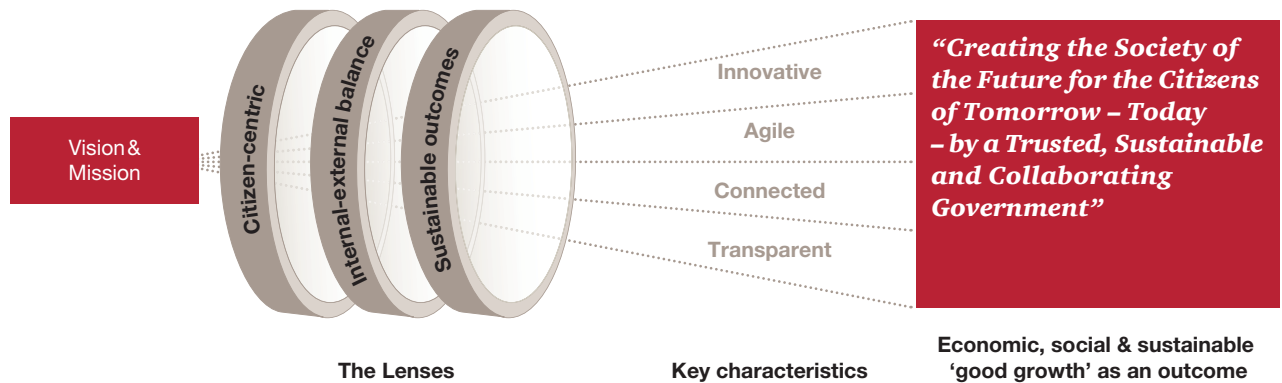 Vision &
Mission
Citizen-centric
Internal-external balance
Sustainable outcomes
Innovative
Agile
Connected
Transparent
“Creating the Society of
the Future for the Citizens
of Tomorrow – Today
– by a Trusted, Sustainable
and Collaborating
Government”
The Lenses
Key characteristics
Economic, social & sustainable
‘good growth’ as an outcome